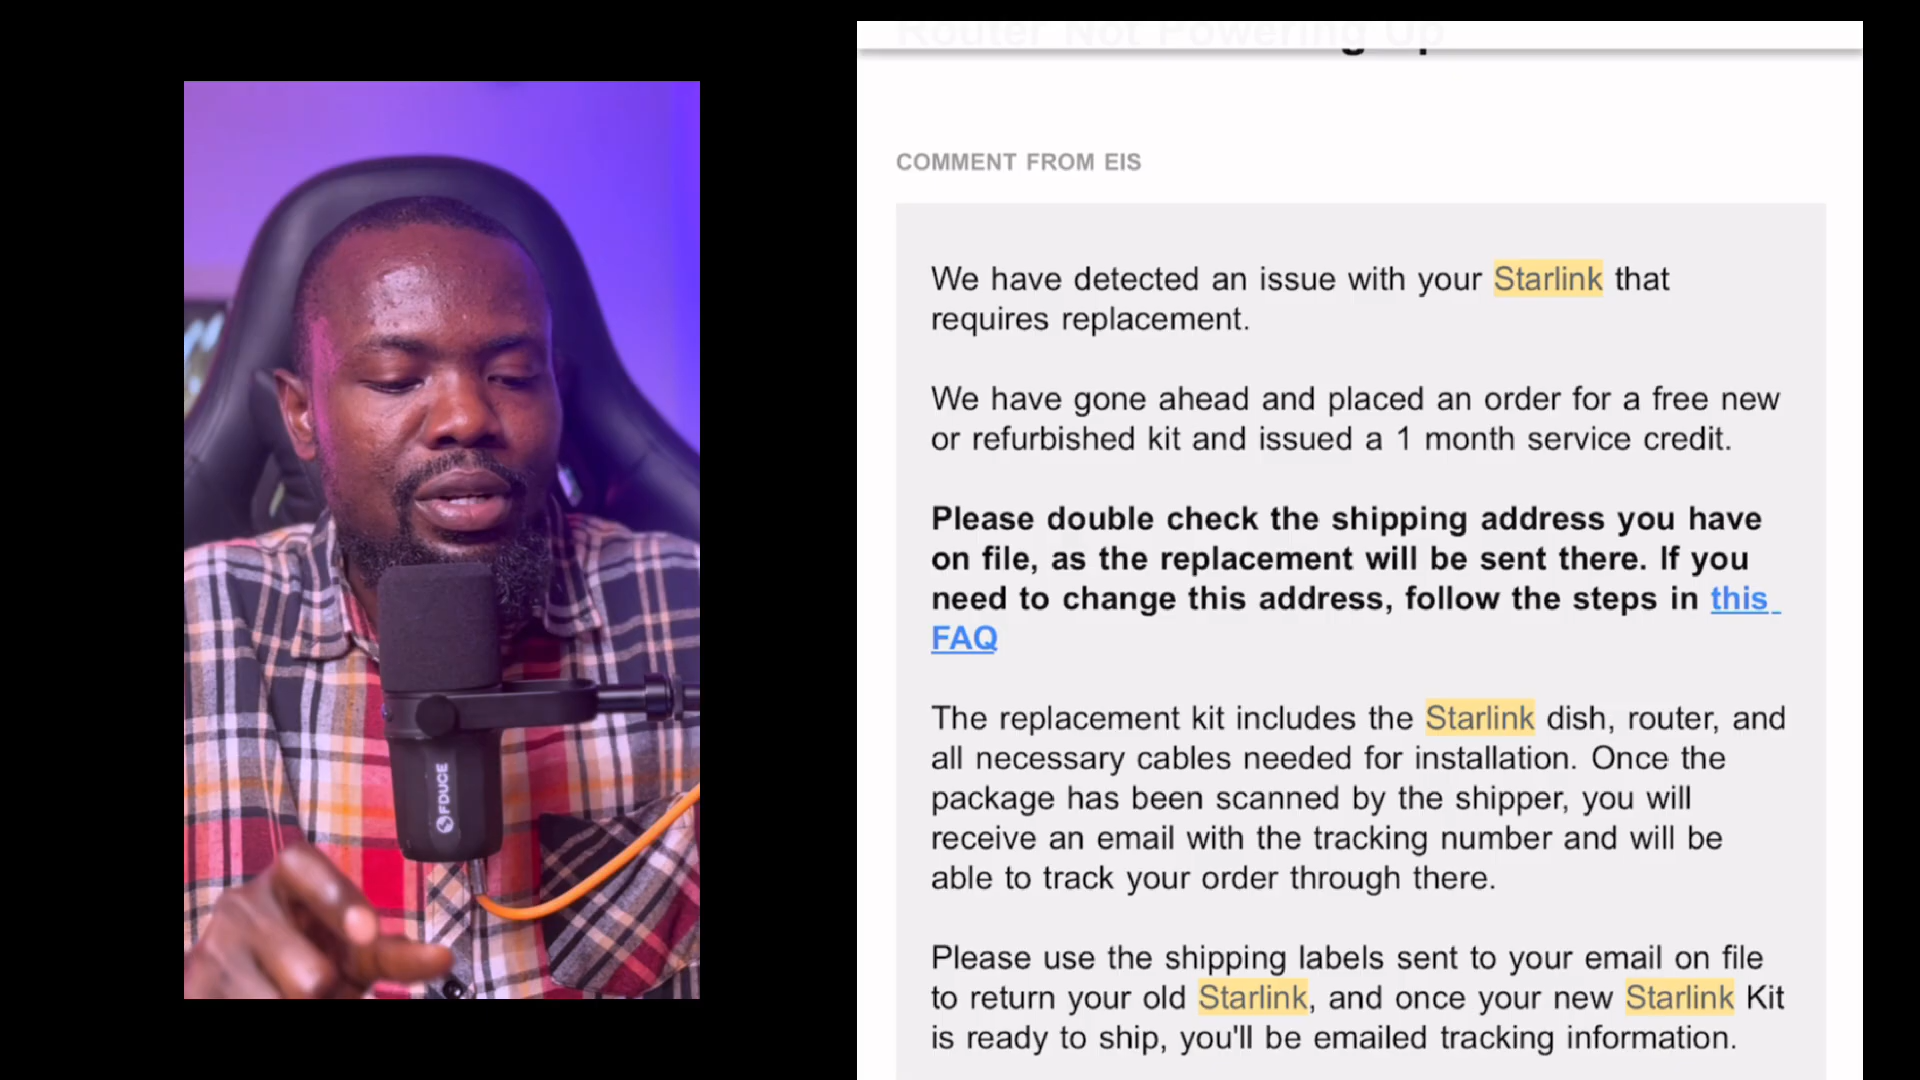 Router Not Powering Up
COMMENT FROM EIS
We have detected an issue with your Starlink that
requires replacement.
We have gone ahead and placed an order for a free new
or refurbished kit and issued a 1 month service credit.
Please double check the shipping address you have
on file, as the replacement will be sent there. If you
need to change this address, follow the steps in this
FAQ
The replacement kit includes the Starlink dish, router, and
all necessary cables needed for installation. Once the
package has been scanned by the shipper, you will
receive an email with the tracking number and will be
able to track your order through there.
Please use the shipping labels sent to your email on file
to return your old Starlink, and once your new Starlink Kit
is ready to ship, you'll be emailed tracking information.
FDUCE